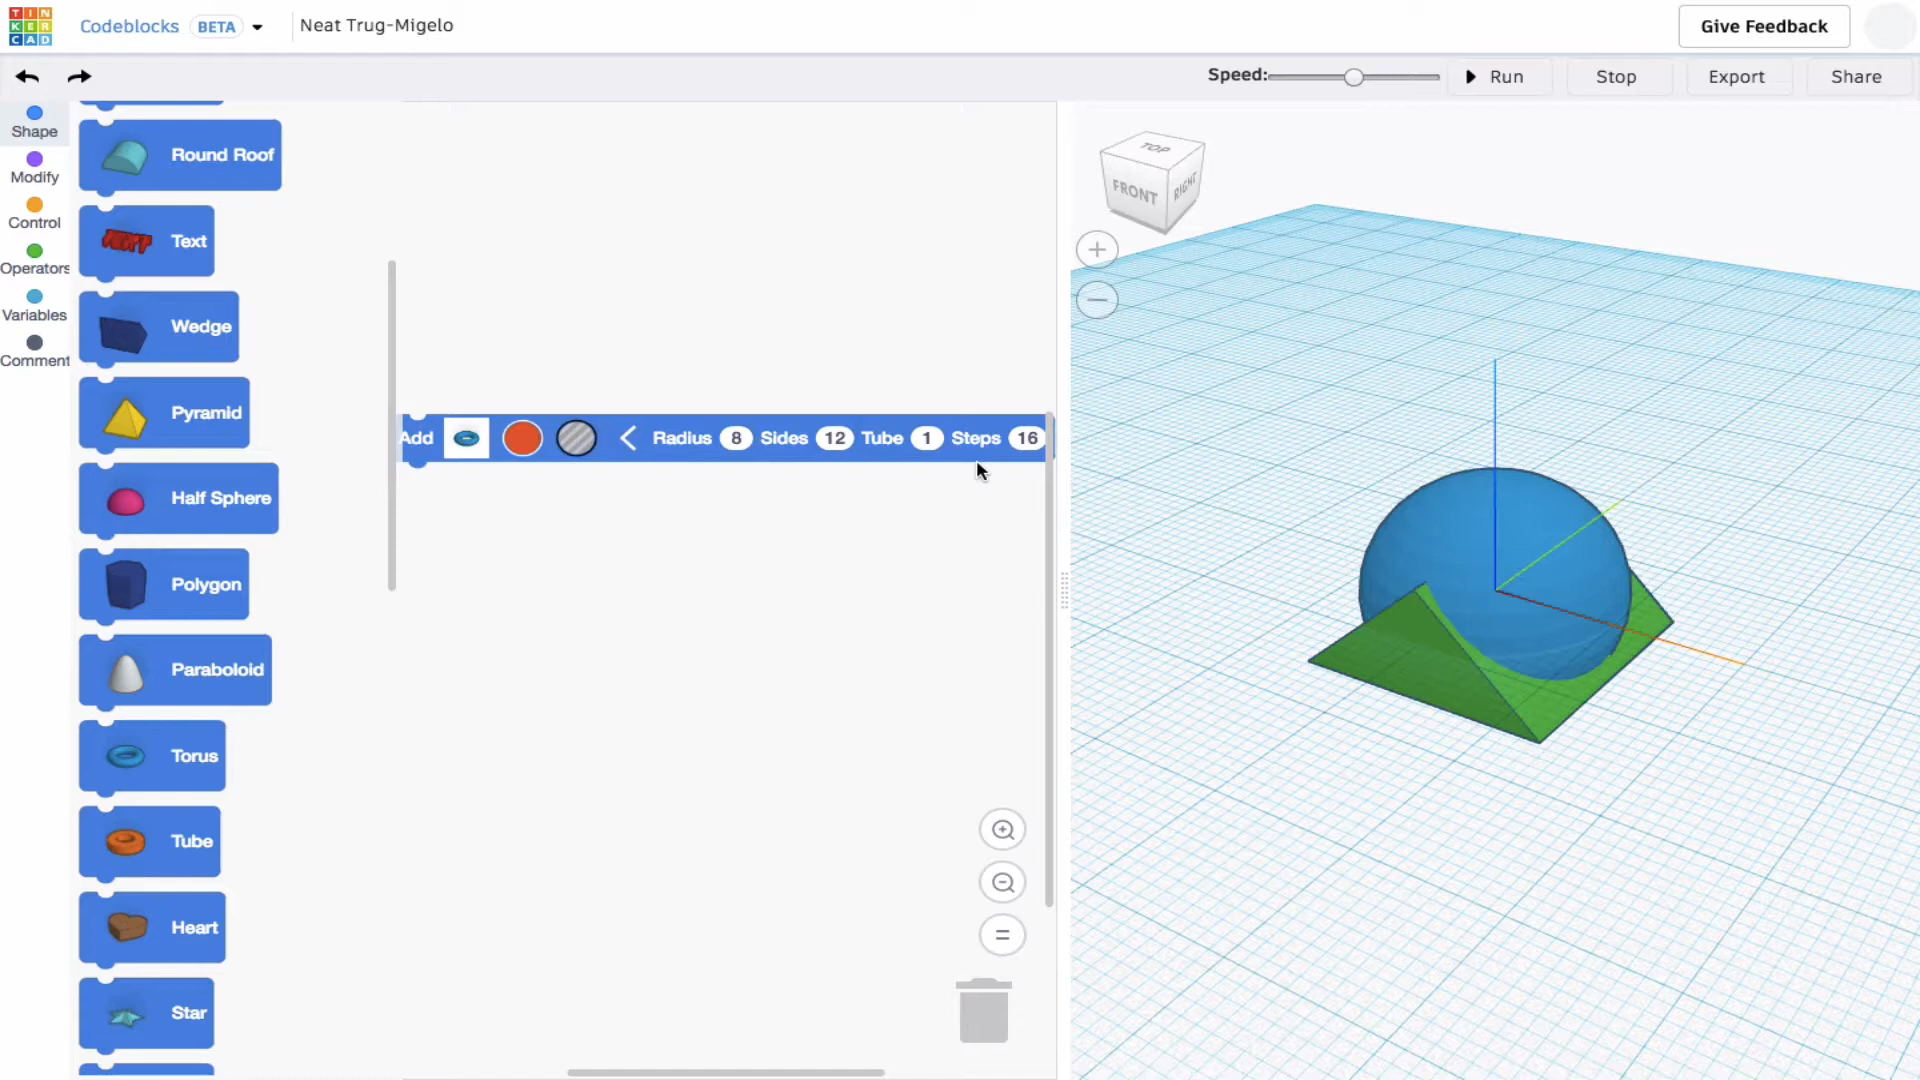 TIN
KER
CAD
Codeblocks BETA
Neat Trug-Migelo
Give Feedback
Speed:
Run
Stop
Export
Share
Shape
Modify
Control
Operators
Variables
Comment
Round Roof
Text
Wedge
Pyramid
Half Sphere
Polygon
Paraboloid
Torus
Tube
Heart
Star
Add Radius 8 Sides 12 Tube 1 Steps 16
TOP
FRONT
RIGHT